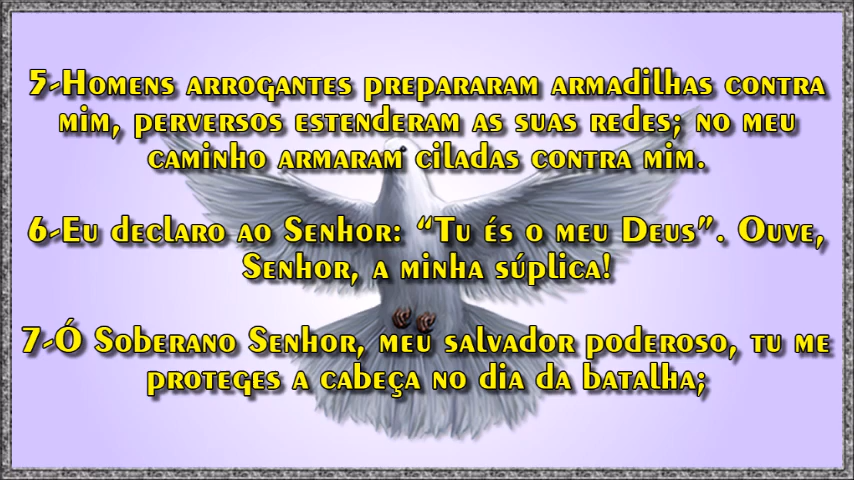 5-Homens arrogantes prepararam armadilhas contra
mim, perversos estenderam as suas redes; no meu
caminho armaram ciladas contra mim.
6-Eu declaro ao Senhor: “Tu és o meu Deus”. Ouve,
Senhor, a minha súplica!
7-Ó Soberano Senhor, meu salvador poderoso, tu me
proteges a cabeça no dia da batalha;